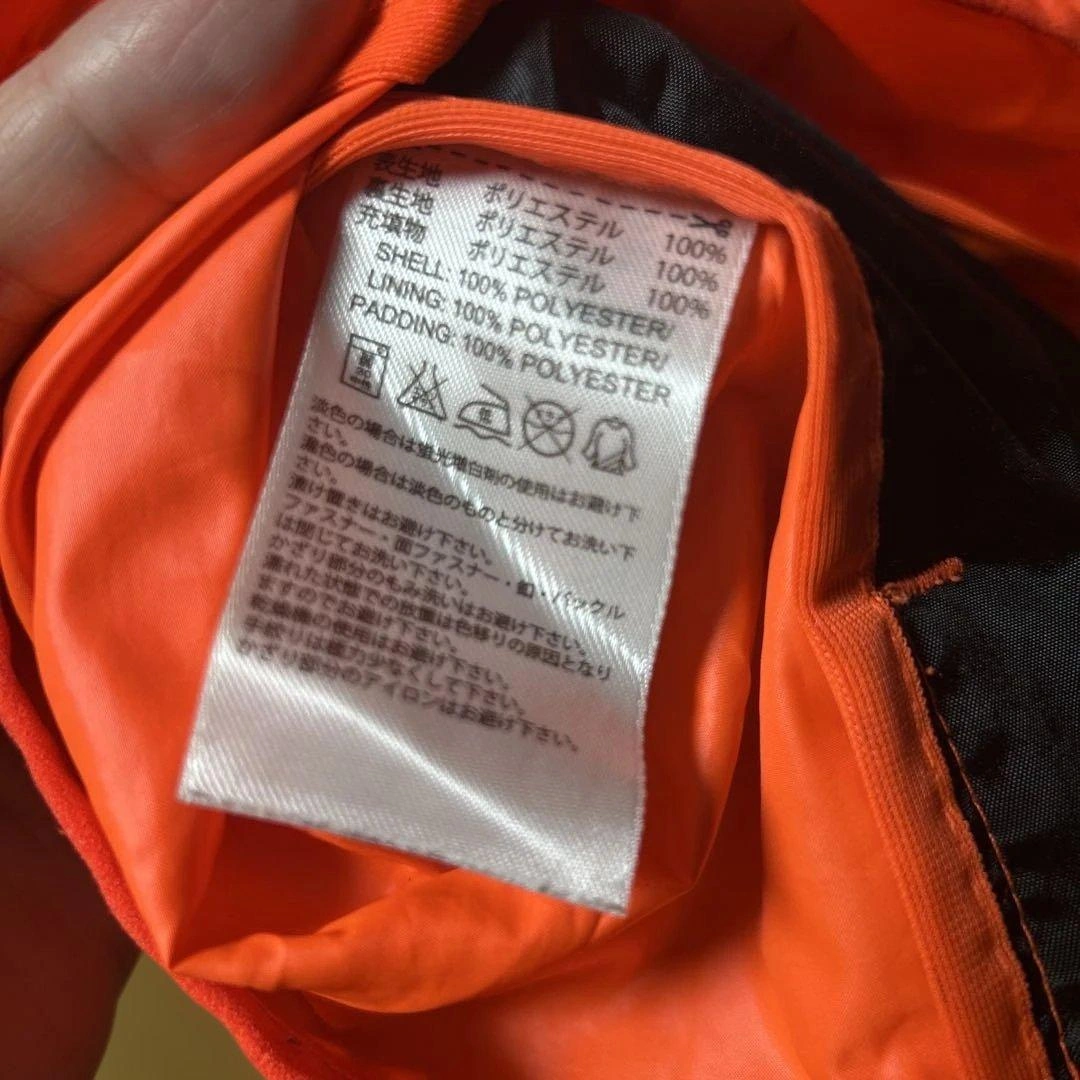 表生地 ポリエステル 100%
裏生地 ポリエステル 100%
充填物 ポリエステル 100%
SHELL: 100% POLYESTER/
LINING: 100% POLYESTER/
PADDING: 100% POLYESTER
淡色の場合は蛍光増白剤の使用はお避け下
さい。
濃色の場合は淡色のものと分けてお洗い下
さい。
漬け置きはお避け下さい。
ファスナー・面ファスナー・釦・バックル
は閉じてお洗い下さい。
かざり部分のもみ洗いはお避け下さい。
濡れた状態での放置は色移りの原因となり
ますのでお避け下さい。
乾燥機の使用はお避け下さい。
手絞りは極力少なくして下さい。
かざり部分のアイロンはお避け下さい。